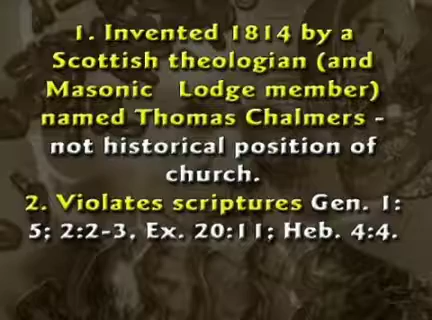 1. Invented 1814 by a
Scottish theologian (and
Masonic Lodge member)
named Thomas Chalmers -
not historical position of
church.
2. Violates scriptures Gen. 1:
5; 2:2-3, Ex. 20:11; Heb. 4:4.